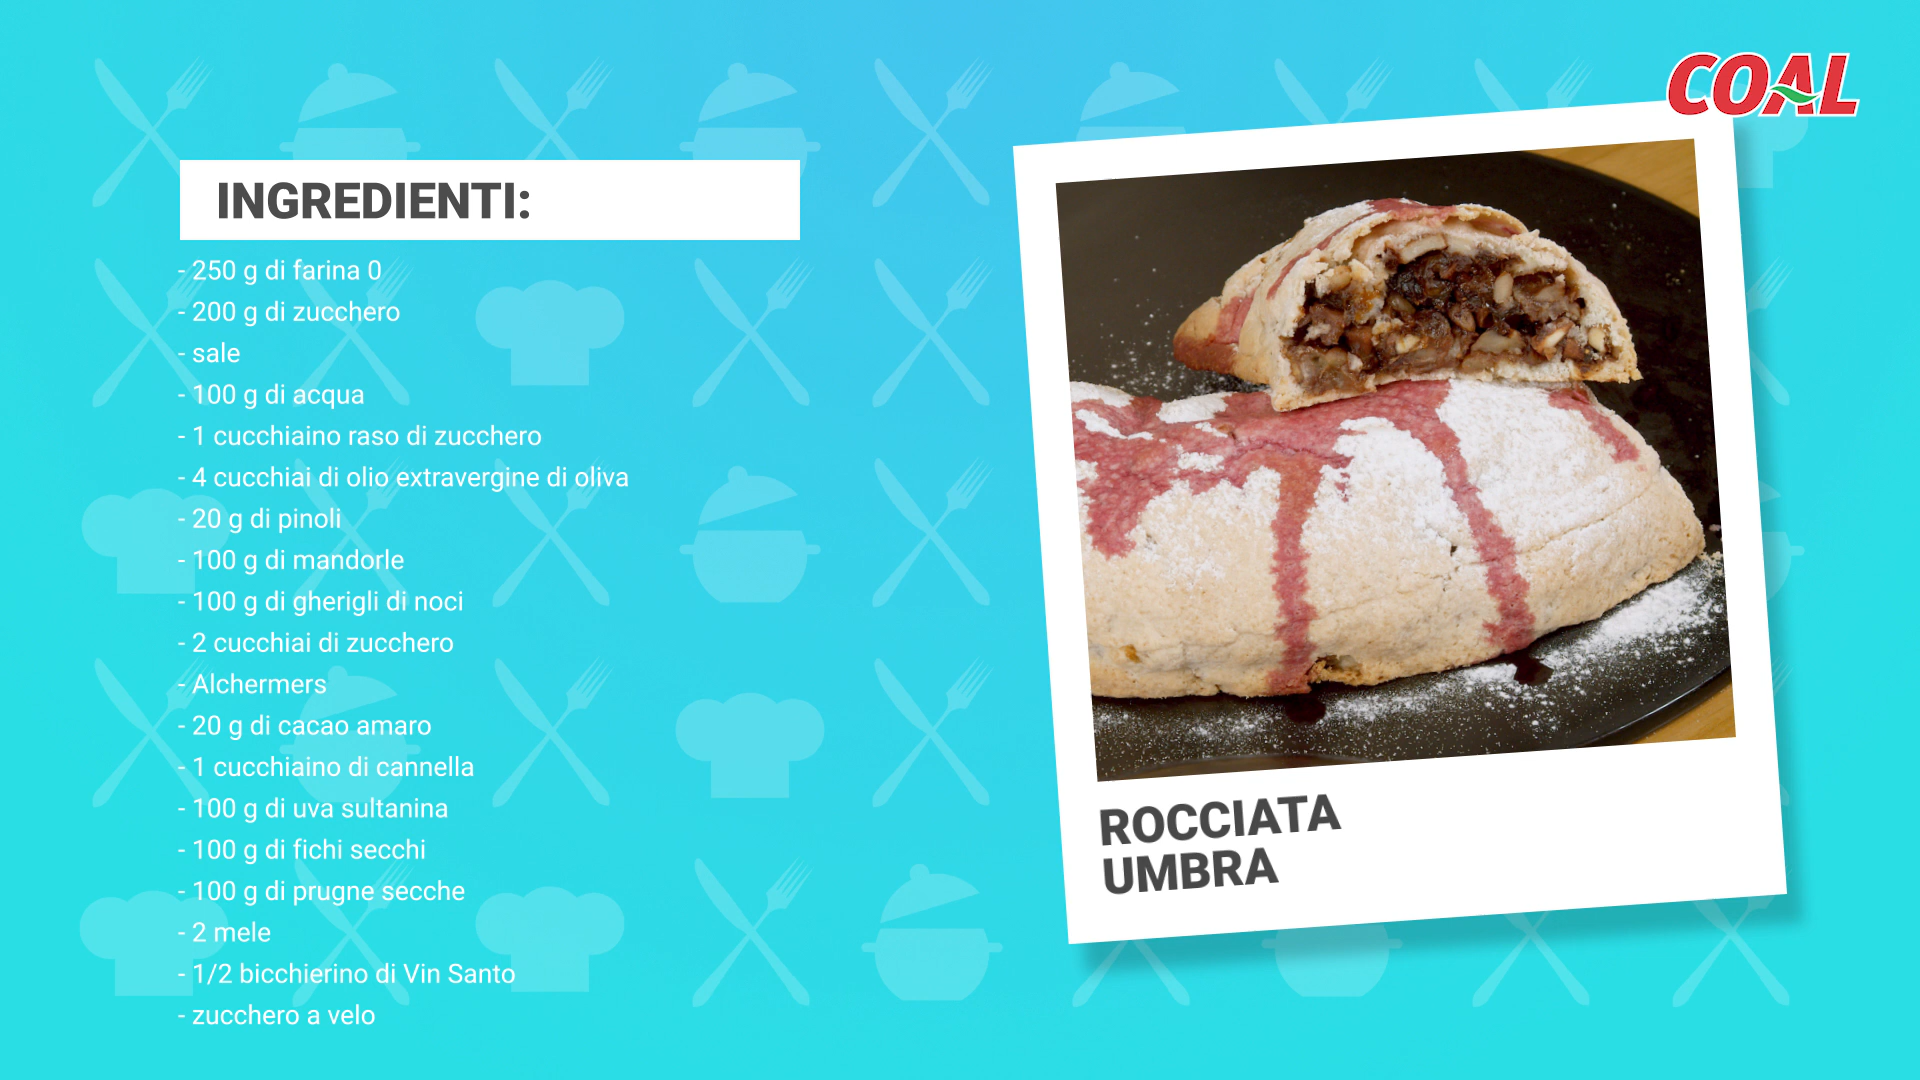 COAL
INGREDIENTI:
- 250 g di farina 0
- 200 g di zucchero
- sale
- 100 g di acqua
- 1 cucchiaino raso di zucchero
- 4 cucchiai di olio extravergine di oliva
- 20 g di pinoli
- 100 g di mandorle
- 100 g di gherigli di noci
- 2 cucchiai di zucchero
- Alchermers
- 20 g di cacao amaro
- 1 cucchiaino di cannella
- 100 g di uva sultanina
- 100 g di fichi secchi
- 100 g di prugne secche
- 2 mele
- 1/2 bicchierino di Vin Santo
- zucchero a velo
ROCCIATA
UMBRA